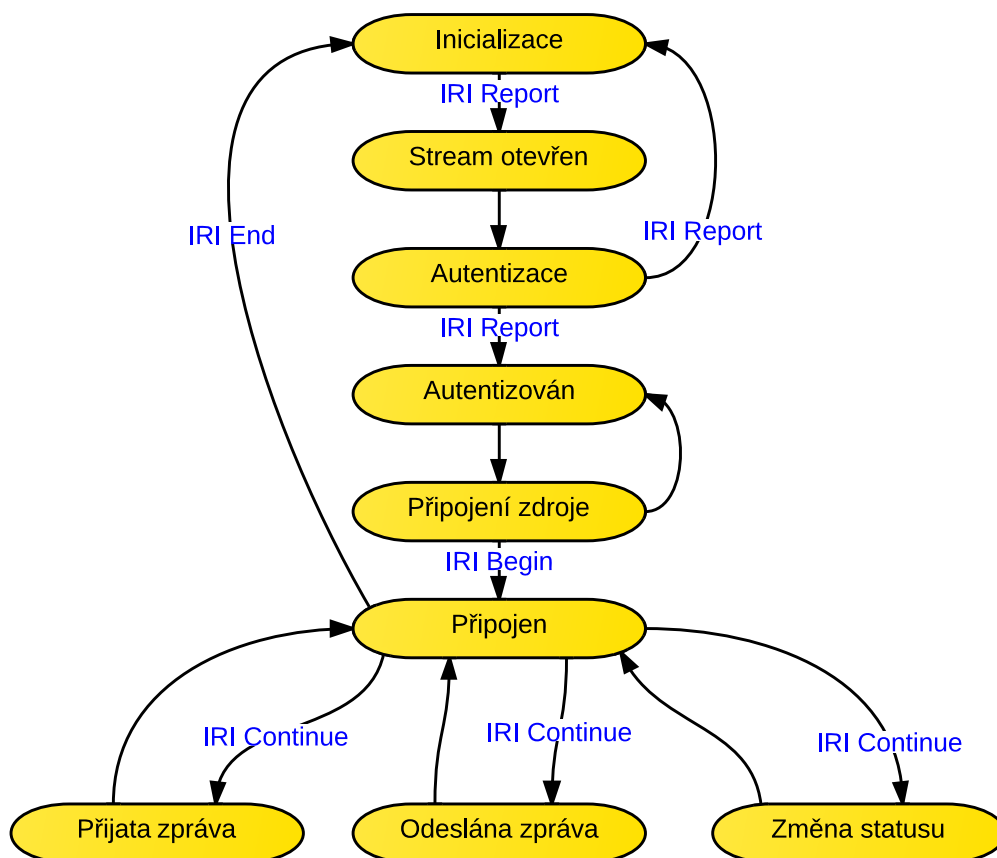 Inicializace
IRI Report
Stream otevřen
IRI End
IRI Report
Autentizace
IRI Report
Autentizován
Připojení zdroje
IRI Begin
Připojen
IRI Continue
IRI Continue
IRI Continue
Přijata zpráva
Odeslána zpráva
Změna statusu